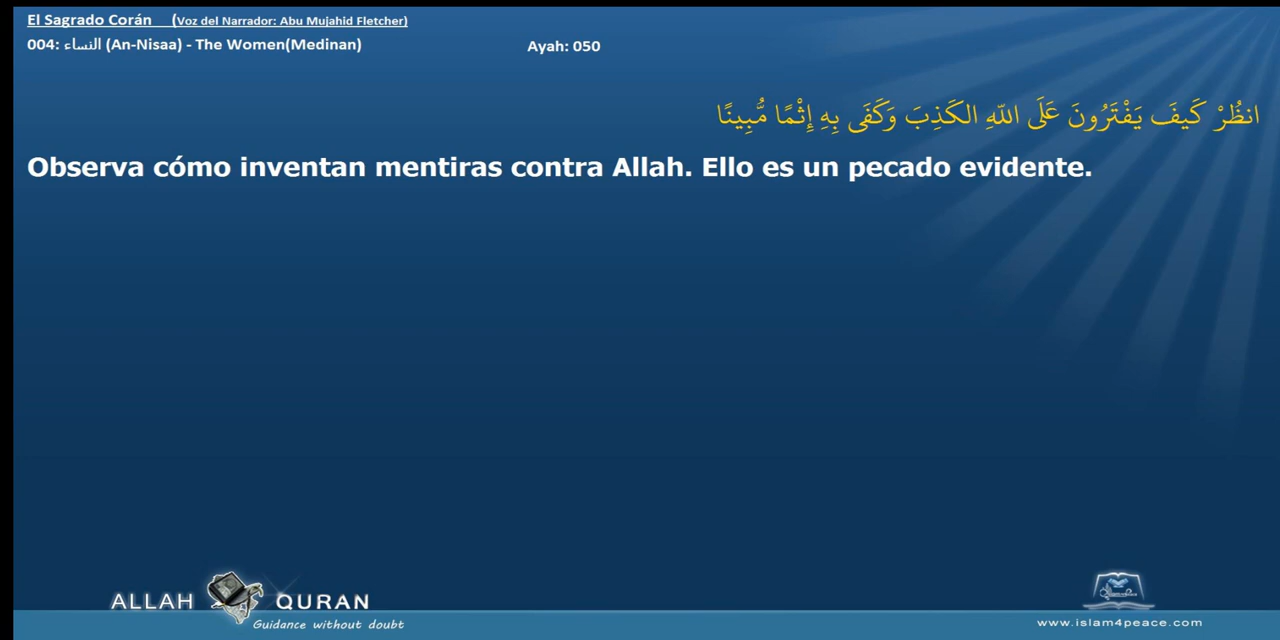 El Sagrado Corán (Voz del Narrador: Abu Mujahid Fletcher)
004: النساء (An-Nisaa) - The Women(Medinan) Ayah: 050
انظُرْ كَيفَ يَفْتَرُونَ عَلَى اللّهِ الكَذِبَ وَكَفَى بِهِ إِثْمًا مُّبِينًا
Observa cómo inventan mentiras contra Allah. Ello es un pecado evidente.
ALLAH QURAN
Guidance without doubt
www.islam4peace.com